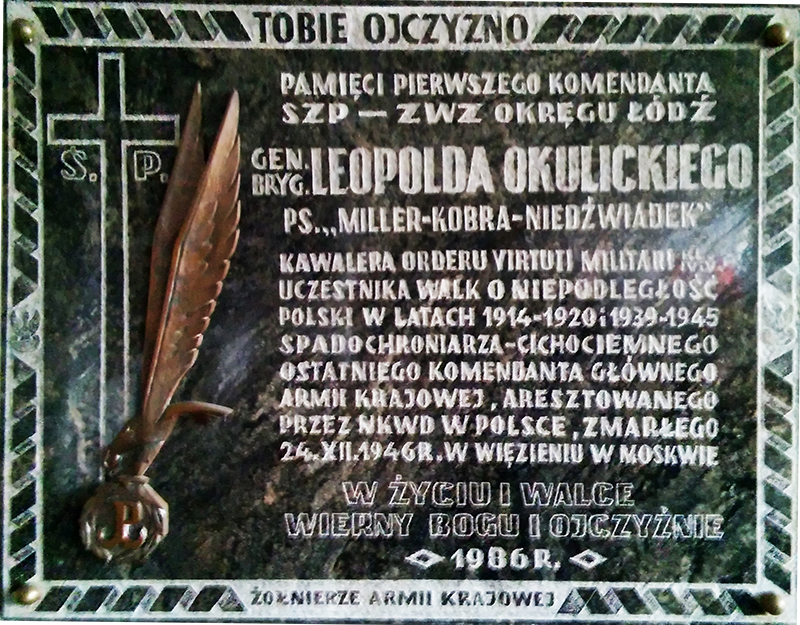 TOBIE OJCZYZNO
Ś. P.
PAMIĘCI PIERWSZEGO KOMENDANTA
SZP — ZWZ OKRĘGU ŁÓDŹ
GEN. BRYG. LEOPOLDA OKULICKIEGO
PS. „MILLER-KOBRA-NIEDŹWIADEK"
KAWALERA ORDERU VIRTUTI MILITARI
UCZESTNIKA WALK O NIEPODLEGŁOŚĆ
POLSKI W LATACH 1914-1920 i 1939-1945
SPADOCHRONIARZA-CICHOCIEMNEGO
OSTATNIEGO KOMENDANTA GŁÓWNEGO
ARMII KRAJOWEJ, ARESZTOWANEGO
PRZEZ NKWD W POLSCE, ZMARŁEGO
24.XII.1946R. W WIĘZIENIU W MOSKWIE
W ŻYCIU I WALCE
WIERNY BOGU I OJCZYŹNIE
1986 R.
ŻOŁNIERZE ARMII KRAJOWEJ